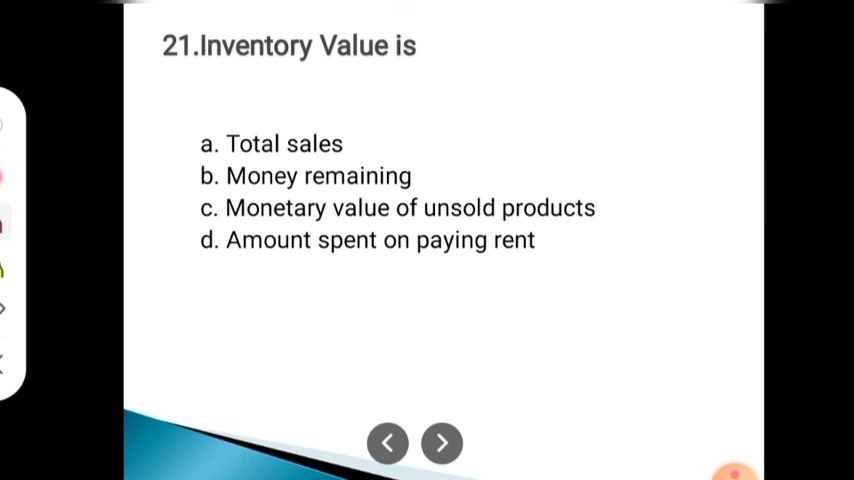 21.Inventory Value is
a. Total sales
b. Money remaining
c. Monetary value of unsold products
d. Amount spent on paying rent